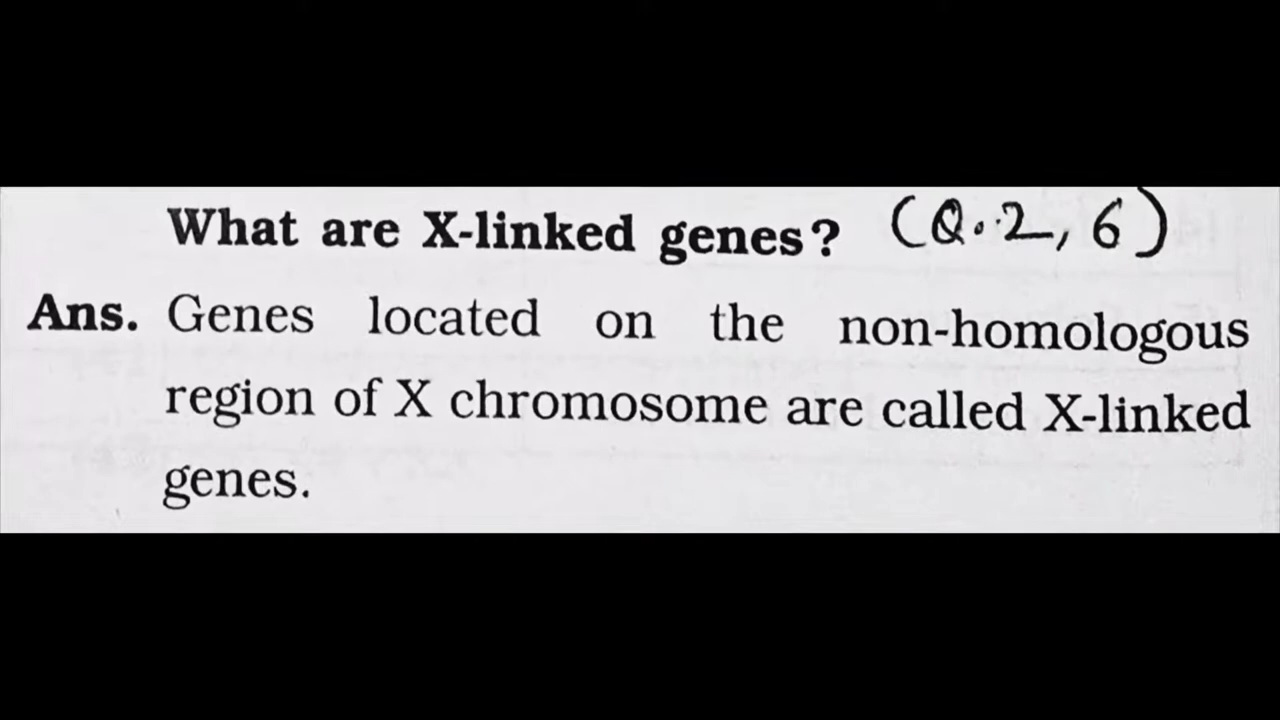 What are X-linked genes? (Q.2, 6)
Ans. Genes located on the non-homologous
region of X chromosome are called X-linked
genes.